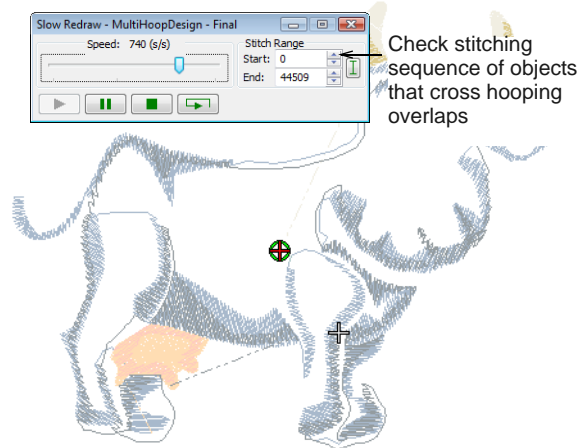 Slow Redraw - MultiHoopDesign - Final
Speed: 740 (s/s)
Stitch Range
Start: 0
End: 44509
Check stitching
sequence of objects
that cross hooping
overlaps